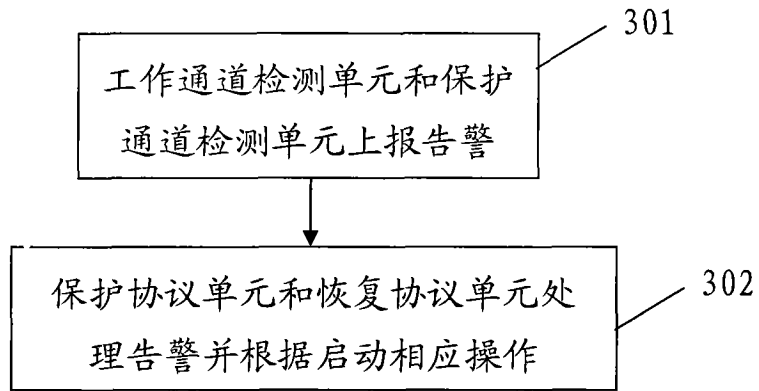 301
工作通道检测单元和保护
通道检测单元上报告警
302
保护协议单元和恢复协议单元处
理告警并根据启动相应操作